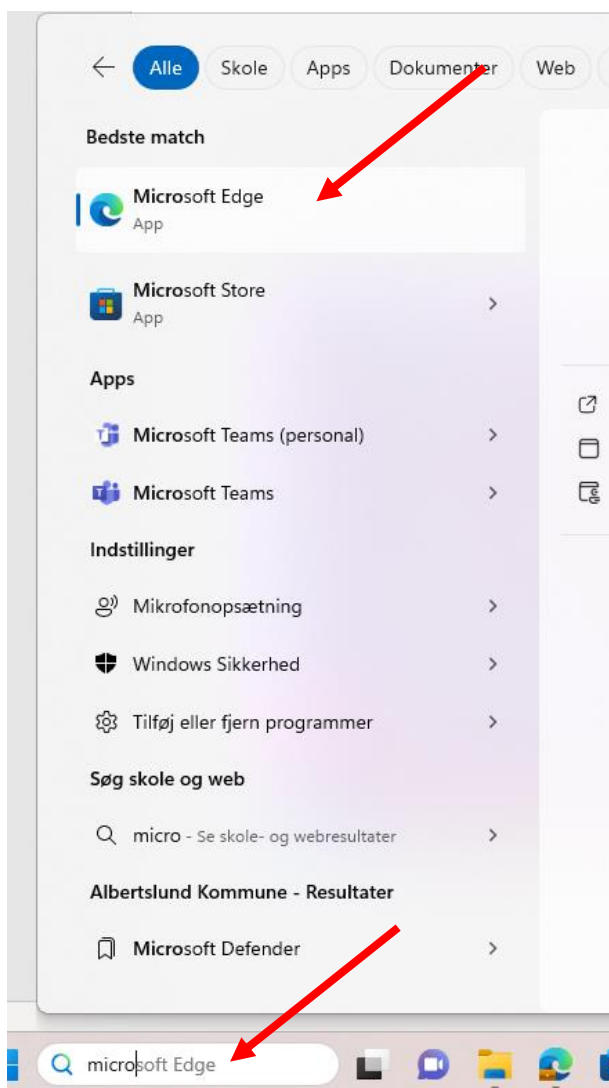 Alle Skole Apps Dokumenter Web
Bedste match
Microsoft Edge
App
Microsoft Store
App
Apps
Microsoft Teams (personal)
Microsoft Teams
Indstillinger
Mikrofonopsætning
Windows Sikkerhed
Tilføj eller fjern programmer
Søg skole og web
micro - Se skole- og webresultater
Albertslund Kommune - Resultater
Microsoft Defender
microsoft Edge